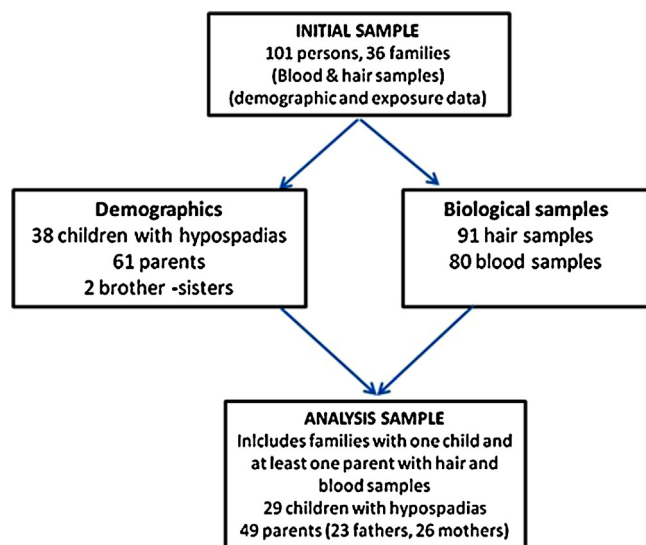 INITIAL SAMPLE
101 persons, 36 families
(Blood & hair samples)
(demographic and exposure data)
Demographics
38 children with hypospadias
61 parents
2 brother -sisters
Biological samples
91 hair samples
80 blood samples
ANALYSIS SAMPLE
Inlcludes families with one child and
at least one parent with hair and
blood samples
29 children with hypospadias
49 parents (23 fathers, 26 mothers)